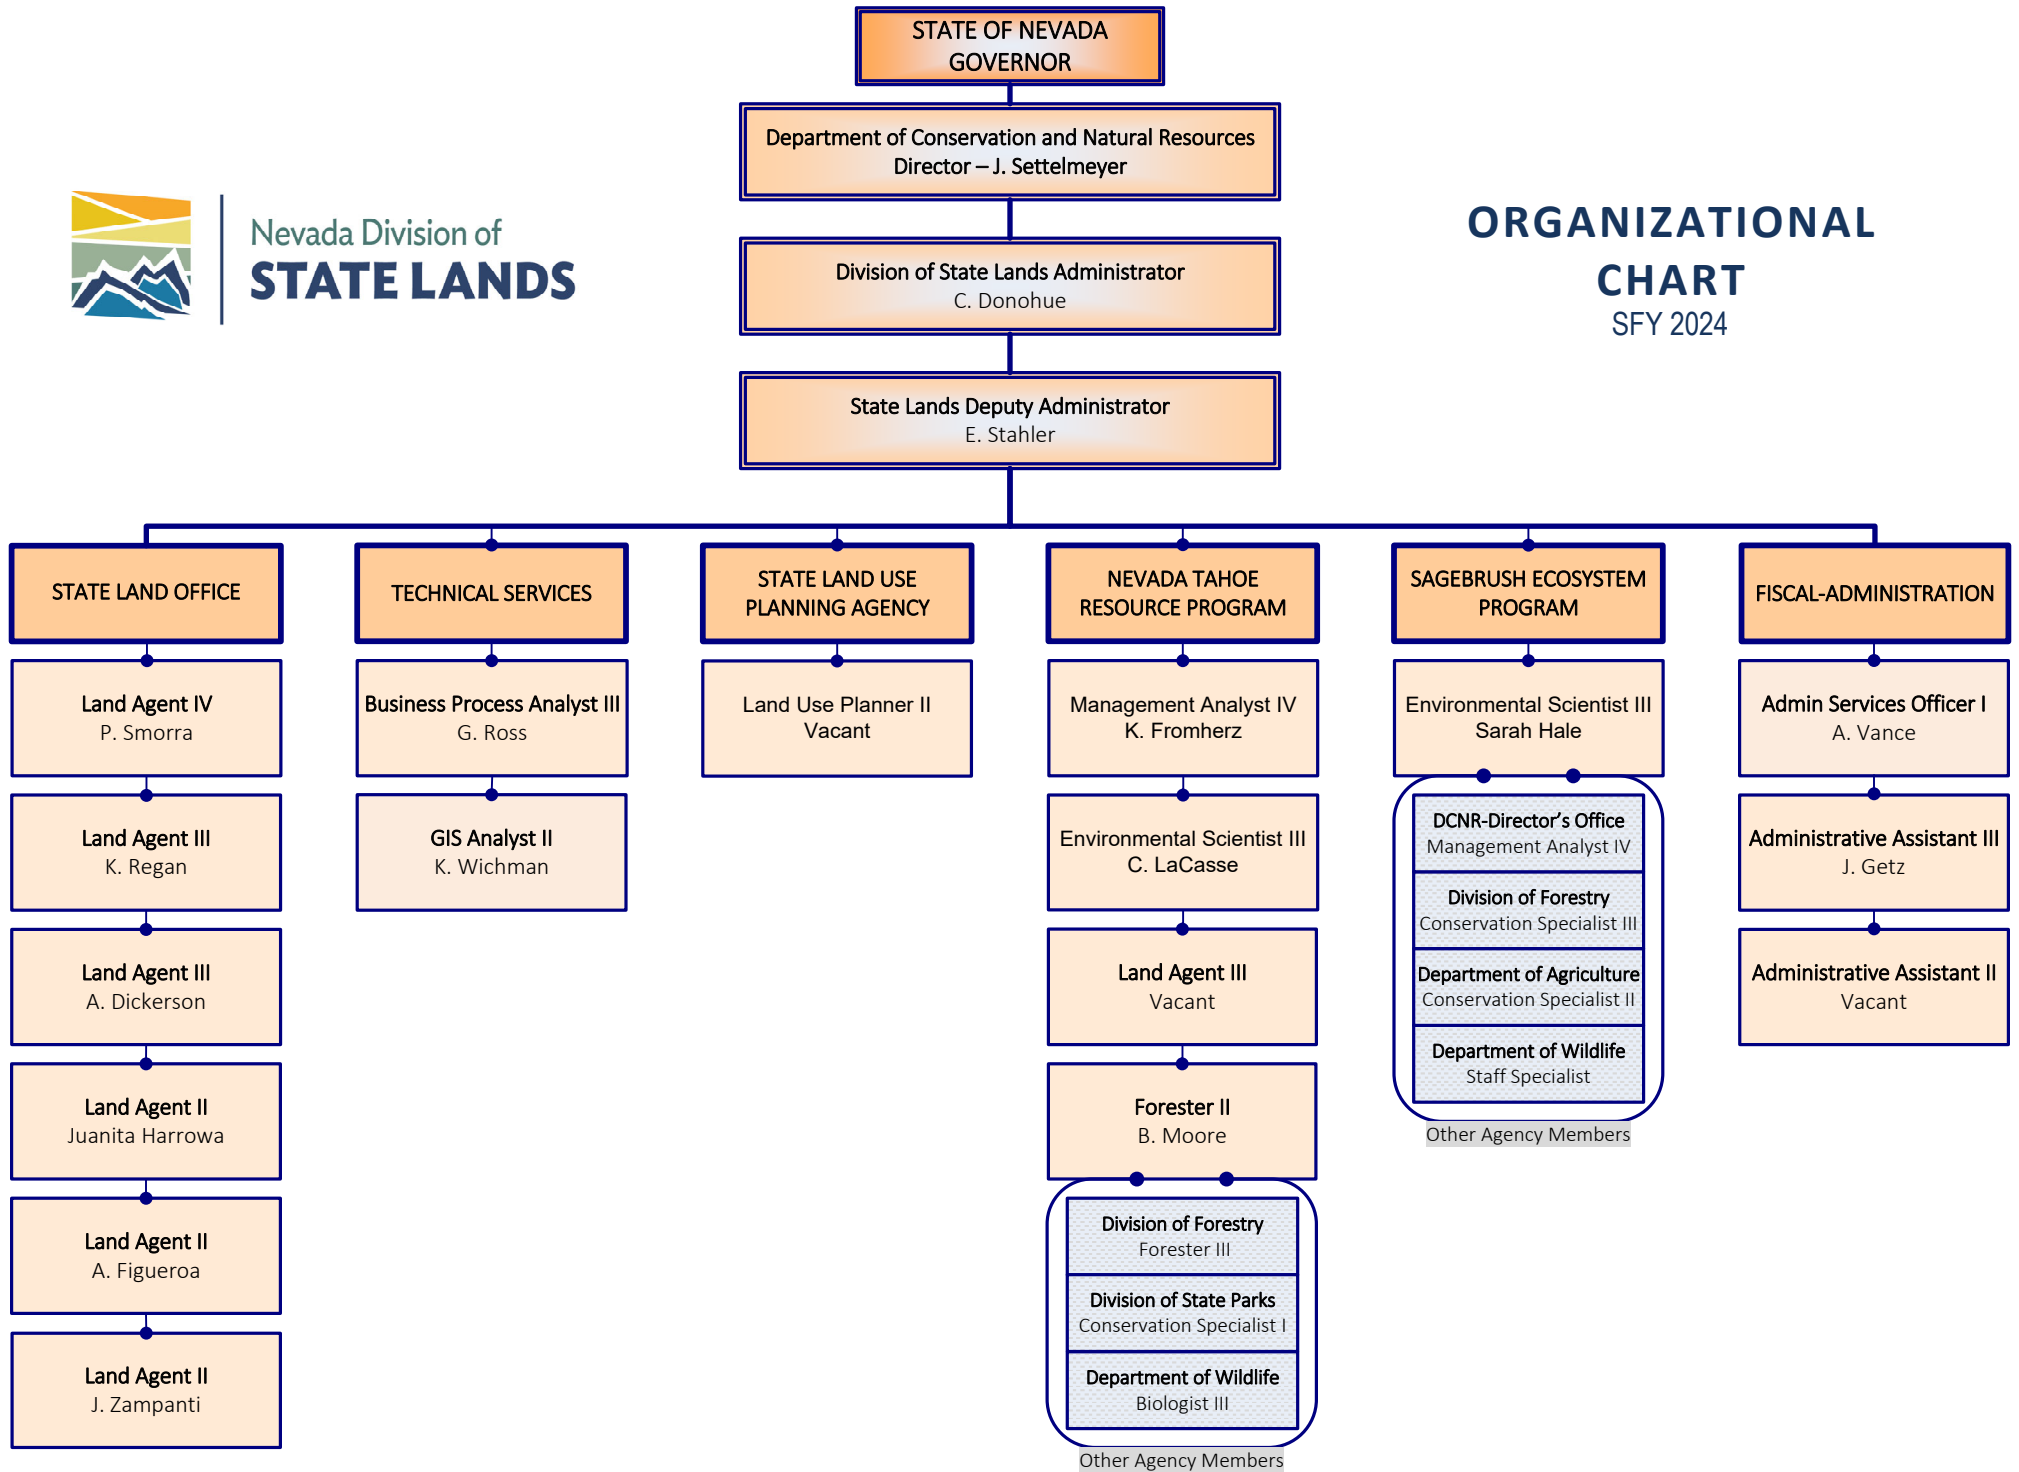 STATE OF NEVADA
GOVERNOR
Department of Conservation and Natural Resources
Director – J. Settelmeyer
Nevada Division of
STATE LANDS
ORGANIZATIONAL
CHART
SFY 2024
Division of State Lands Administrator
C. Donohue
State Lands Deputy Administrator
E. Stahler
STATE LAND OFFICE
Land Agent IV
P. Smorra
Land Agent III
K. Regan
Land Agent III
A. Dickerson
Land Agent II
Juanita Harrowa
Land Agent II
A. Figueroa
Land Agent II
J. Zampanti
TECHNICAL SERVICES
Business Process Analyst III
G. Ross
GIS Analyst II
K. Wichman
STATE LAND USE
PLANNING AGENCY
Land Use Planner II
Vacant
NEVADA TAHOE
RESOURCE PROGRAM
Management Analyst IV
K. Fromherz
Environmental Scientist III
C. LaCasse
Land Agent III
Vacant
Forester II
B. Moore
Division of Forestry
Forester III
Division of State Parks
Conservation Specialist I
Department of Wildlife
Biologist III
Other Agency Members
SAGEBRUSH ECOSYSTEM
PROGRAM
Environmental Scientist III
Sarah Hale
DCNR-Director’s Office
Management Analyst IV
Division of Forestry
Conservation Specialist III
Department of Agriculture
Conservation Specialist II
Department of Wildlife
Staff Specialist
Other Agency Members
FISCAL-ADMINISTRATION
Admin Services Officer I
A. Vance
Administrative Assistant III
J. Getz
Administrative Assistant II
Vacant